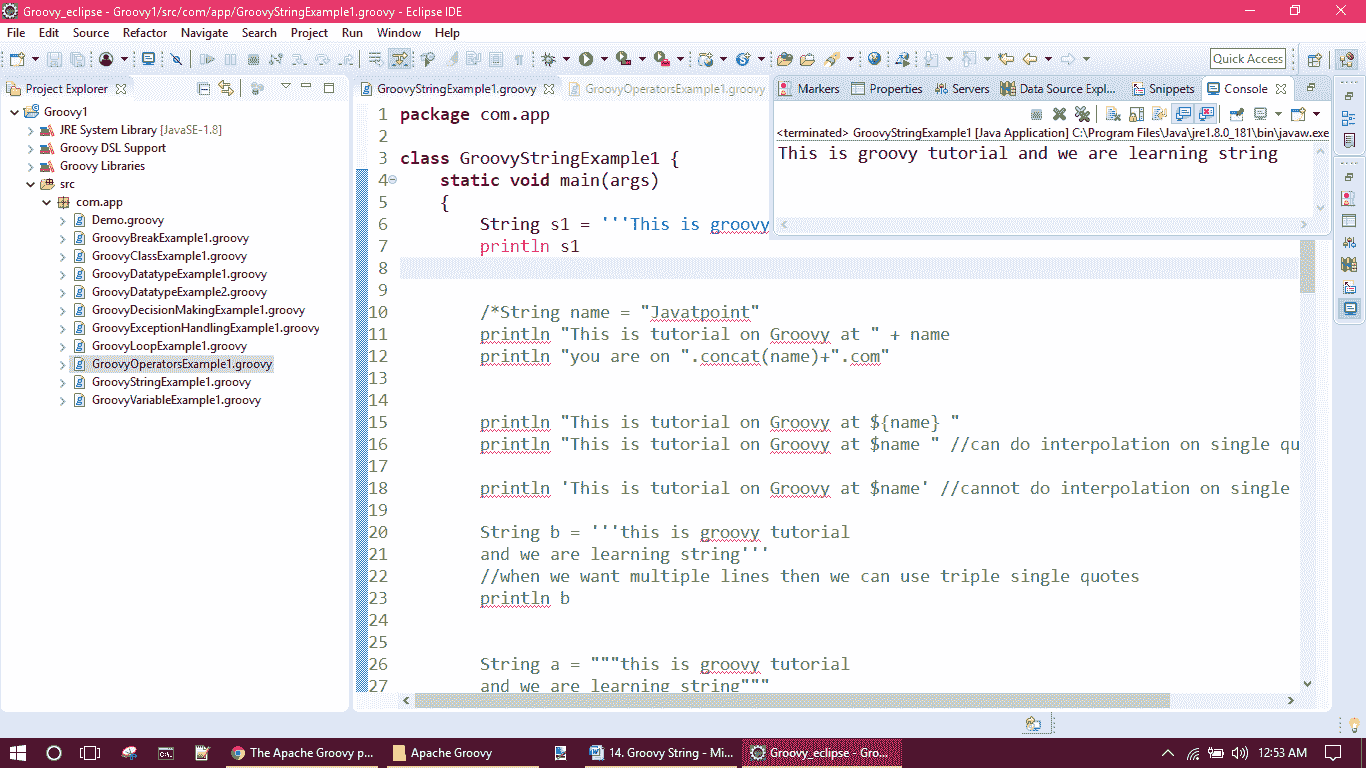 Groovy_eclipse - Groovy1/src/com/app/GroovyStringExample1.groovy - Eclipse IDE
File Edit Source Refactor Navigate Search Project Run Window Help
Quick Access
Project Explorer
Groovy1
JRE System Library [JavaSE-1.8]
Groovy DSL Support
Groovy Libraries
src
com.app
Demo.groovy
GroovyBreakExample1.groovy
GroovyClassExample1.groovy
GroovyDatatypeExample1.groovy
GroovyDatatypeExample2.groovy
GroovyDecisionMakingExample1.groovy
GroovyExceptionHandlingExample1.groovy
GroovyLoopExample1.groovy
GroovyOperatorsExample1.groovy
GroovyStringExample1.groovy
GroovyVariableExample1.groovy
GroovyStringExample1.groovy GroovyOperatorsExample1.groovy
1 package com.app
2
3 class GroovyStringExample1 {
4 static void main(args)
5 {
6 String s1 = '''This is groovy
7 println s1
8
9
10 /*String name = "Javatpoint"
11 println "This is tutorial on Groovy at " + name
12 println "you are on ".concat(name)+".com"
13
14
15 println "This is tutorial on Groovy at ${name} "
16 println "This is tutorial on Groovy at $name " //can do interpolation on single qu
17
18 println 'This is tutorial on Groovy at $name' //cannot do interpolation on single
19
20 String b = '''this is groovy tutorial
21 and we are learning string'''
22 //when we want multiple lines then we can use triple single quotes
23 println b
24
25
26 String a = """this is groovy tutorial
27 and we are learning string"""
Markers Properties Servers Data Source Expl... Snippets Console
<terminated> GroovyStringExample1 [Java Application] C:\Program Files\Java\jre1.8.0_181\bin\javaw.exe
This is groovy tutorial and we are learning string
The Apache Groovy p... Apache Groovy 14. Groovy String - Mi... Groovy_eclipse - Gro... 12:53 AM